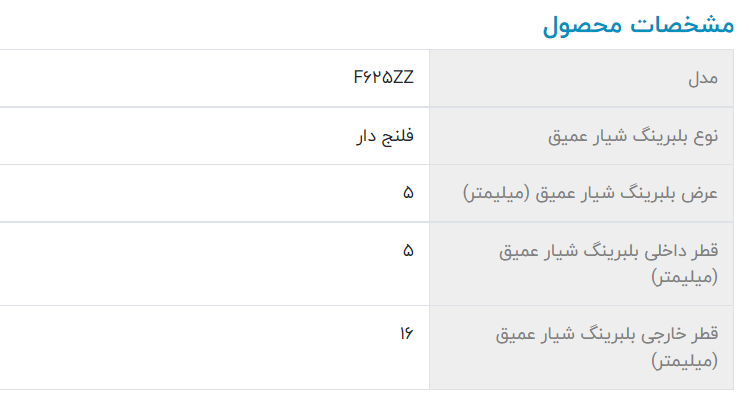 مشخصات محصول
مدل
F۶۲۵ZZ
نوع بلبرینگ شیار عمیق
فلنج دار
عرض بلبرینگ شیار عمیق (میلیمتر)
۵
قطر داخلی بلبرینگ شیار عمیق
(میلیمتر)
۵
قطر خارجی بلبرینگ شیار عمیق
(میلیمتر)
۱۶